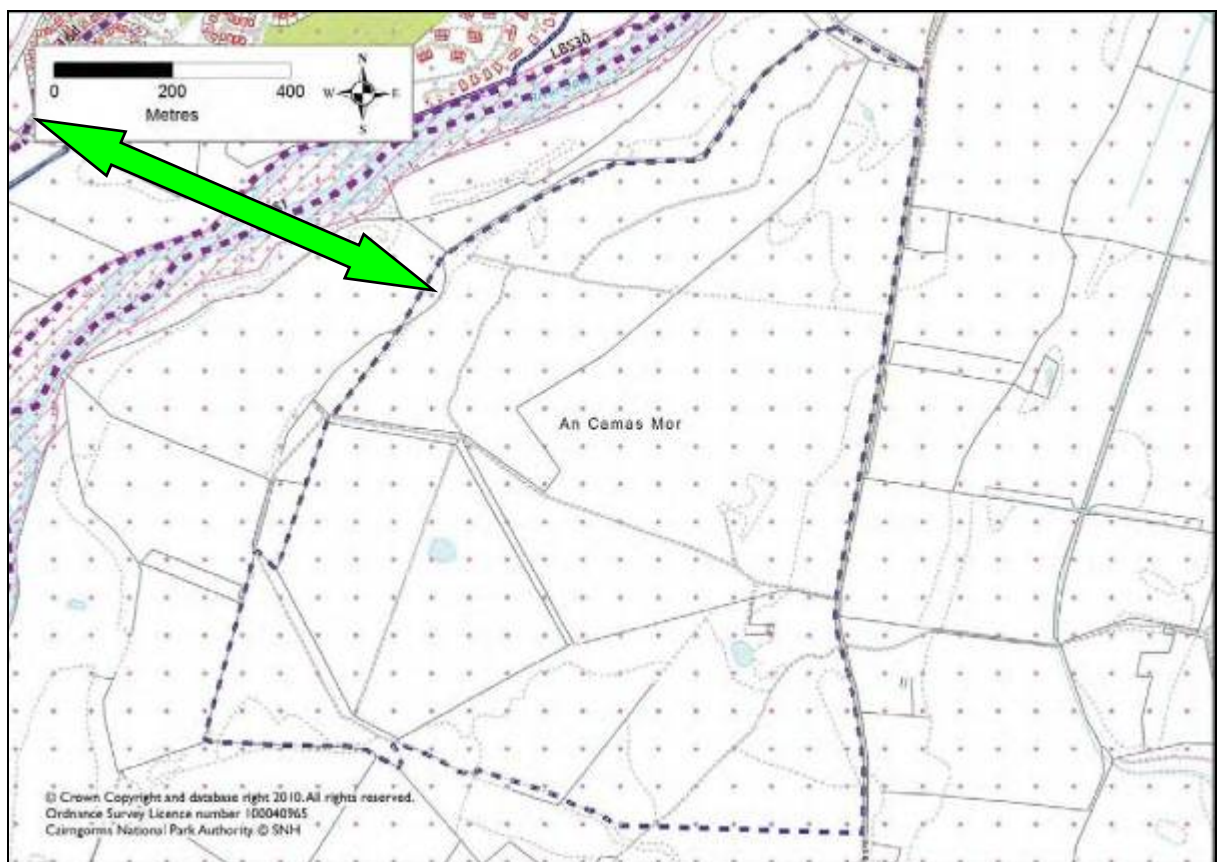 LBS30
N
W E
S
0 200 400
Metres
An Camas Mor
© Crown Copyright and database right 2010. All rights reserved.
Ordnance Survey Licence number 100040965
Cairngorms National Park Authority © SNH